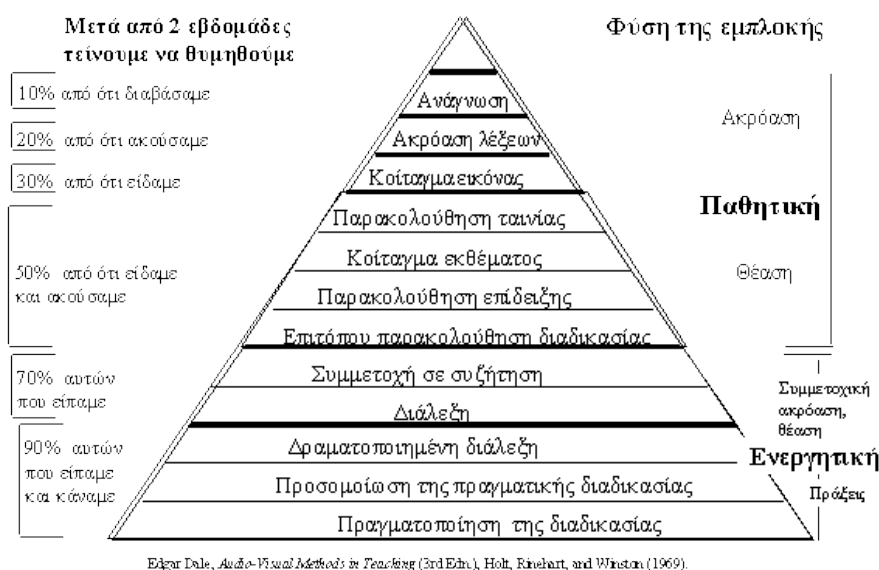 Μετά από 2 εβδομάδες
τείνουμε να θυμηθούμε
Φύση της εμπλοκής
10% από ότι διαβάσαμε
Ανάγνωση
Ακρόαση
20% από ότι ακούσαμε
Ακρόαση λέξεων
30% από ότι είδαμε
Κοίταγμα εικόνας
Παθητική
Παρακολούθηση ταινίας
Κοίταγμα εκθέματος
50% από ότι είδαμε
και ακούσαμε
Θέαση
Παρακολούθηση επίδειξης
Επιτόπου παρακολούθηση διαδικασίας
70% αυτών
που είπαμε
Συμμετοχή σε συζήτηση
Διάλεξη
Συμμετοχική
ακρόαση,
θέαση
90% αυτών
που είπαμε
και κάναμε
Δραματοποιημένη διάλεξη
Ενεργητική
Προσομοίωση της πραγματικής διαδικασίας
Πράξεις
Πραγματοποίηση της διαδικασίας
Edgar Dale, Audio-Visual Methods in Teaching (3rd Edn.), Holt, Rinehart, and Winston (1969).